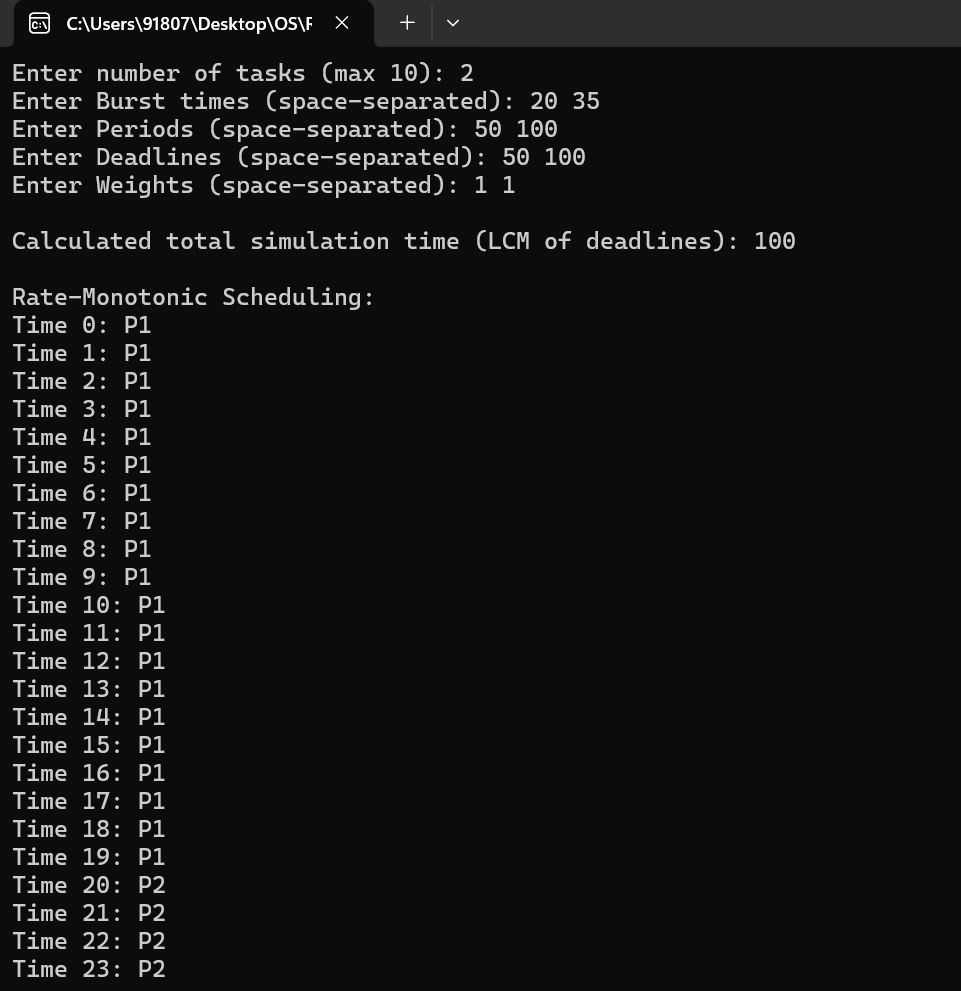 C:\Users\91807\Desktop\OS\F
Enter number of tasks (max 10): 2
Enter Burst times (space-separated): 20 35
Enter Periods (space-separated): 50 100
Enter Deadlines (space-separated): 50 100
Enter Weights (space-separated): 1 1
Calculated total simulation time (LCM of deadlines): 100
Rate-Monotonic Scheduling:
Time 0: P1
Time 1: P1
Time 2: P1
Time 3: P1
Time 4: P1
Time 5: P1
Time 6: P1
Time 7: P1
Time 8: P1
Time 9: P1
Time 10: P1
Time 11: P1
Time 12: P1
Time 13: P1
Time 14: P1
Time 15: P1
Time 16: P1
Time 17: P1
Time 18: P1
Time 19: P1
Time 20: P2
Time 21: P2
Time 22: P2
Time 23: P2